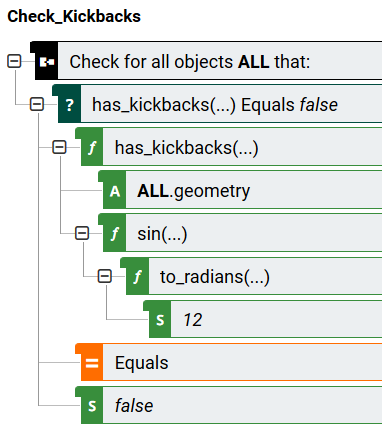 Check_Kickbacks
Check for all objects ALL that:
? has_kickbacks(...) Equals false
f has_kickbacks(...)
A ALL.geometry
f sin(...)
f to_radians(...)
S 12
= Equals
S false